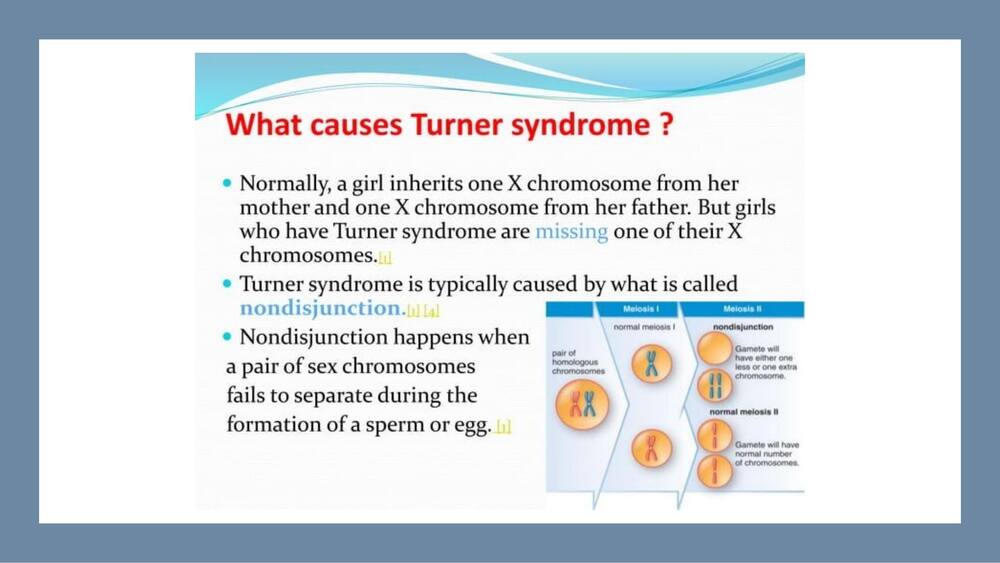 What causes Turner syndrome ?
• Normally, a girl inherits one X chromosome from her
mother and one X chromosome from her father. But girls
who have Turner syndrome are missing one of their X
chromosomes.[1]
• Turner syndrome is typically caused by what is called
nondisjunction.[1] [4]
• Nondisjunction happens when
a pair of sex chromosomes
fails to separate during the
formation of a sperm or egg. [1]
Meiosis I
Meiosis II
normal meiosis I
nondisjunction
pair of
homologous
chromosomes
Gamete will
have either one
less or one extra
chromosome.
normal meiosis II
Gamete will have
normal number
of chromosomes.